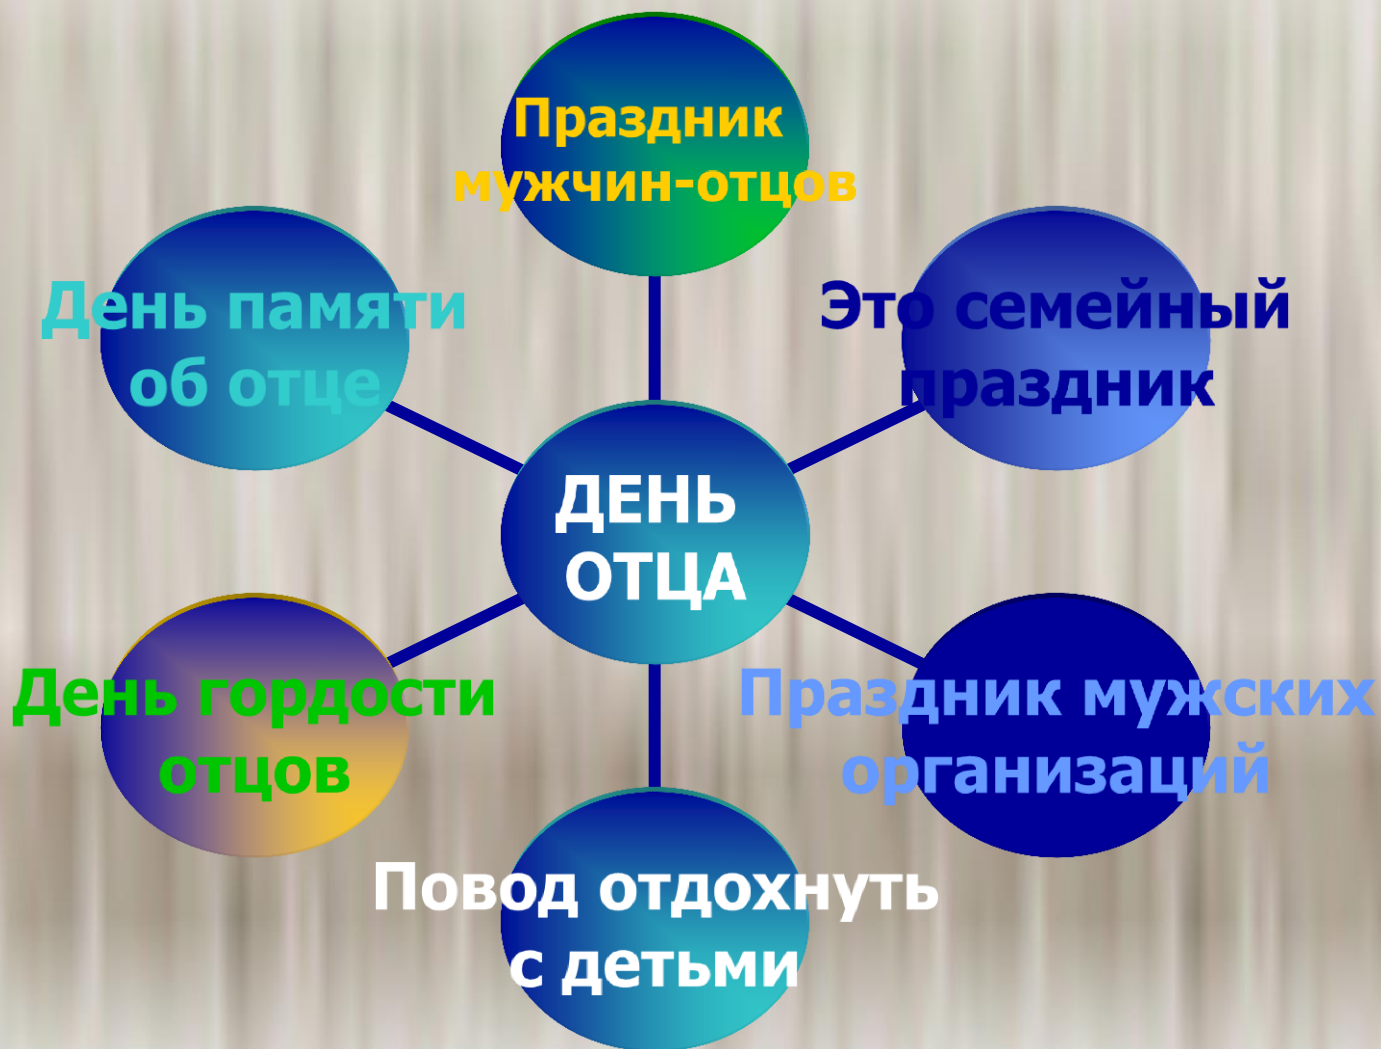 Праздник
мужчин-отцов
День памяти
об отце
Это семейный
праздник
ДЕНЬ
ОТЦА
День гордости
отцов
Праздник мужских
организаций
Повод отдохнуть
с детьми